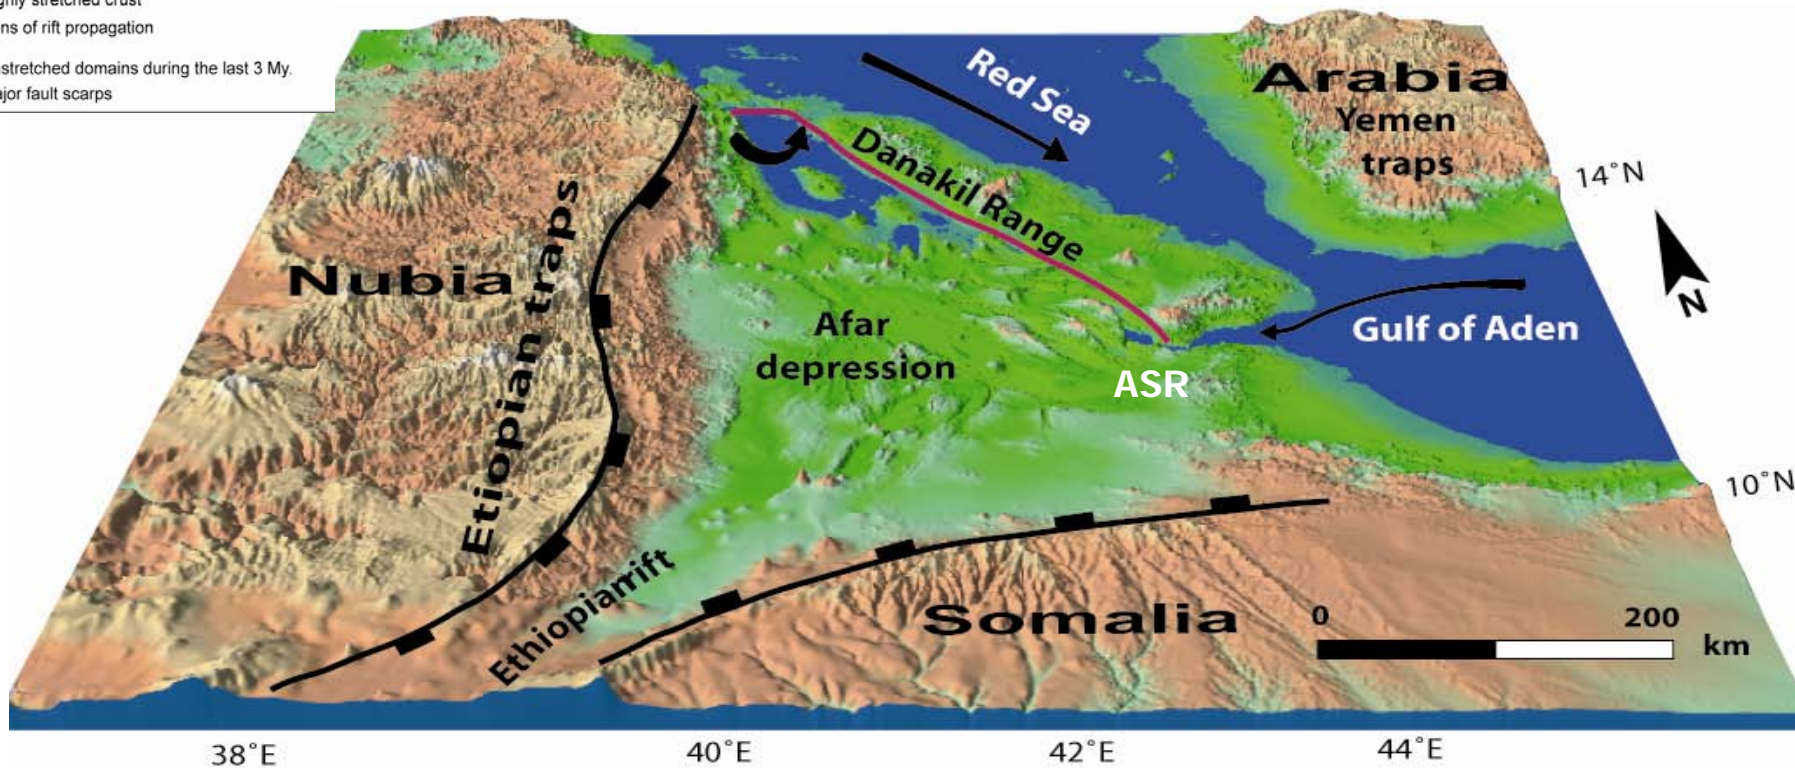 stretched crust
of rift propagation
stretched domains during the last 3 My.
fault scarps
Red Sea
Arabia
Yemen
traps
14°N
Danakil Range
Etiopian traps
Nubia
N
Afar
depression
Gulf of Aden
ASR
10°N
Ethiopianrift
Somalia
0 200
km
38°E 40°E 42°E 44°E